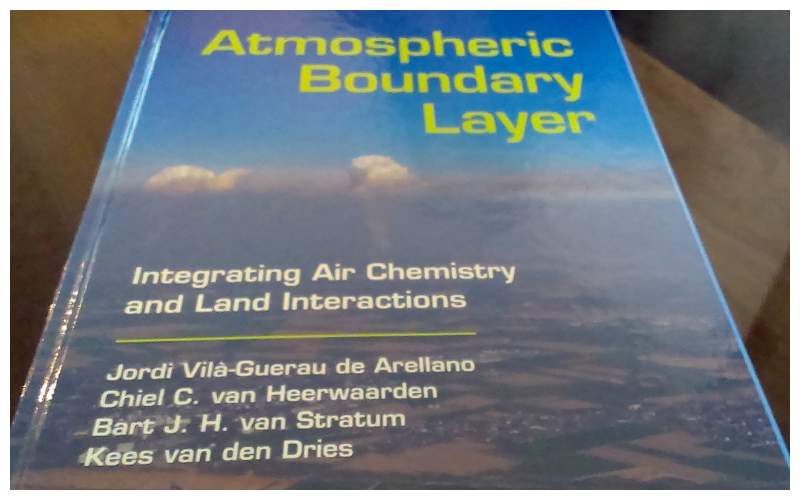 Atmospheric
Boundary
Layer
Integrating Air Chemistry
and Land Interactions
Jordi Vilà-Guerau de Arellano
Chiel C. van Heerwaarden
Bart J. H. van Stratum
Kees van den Dries